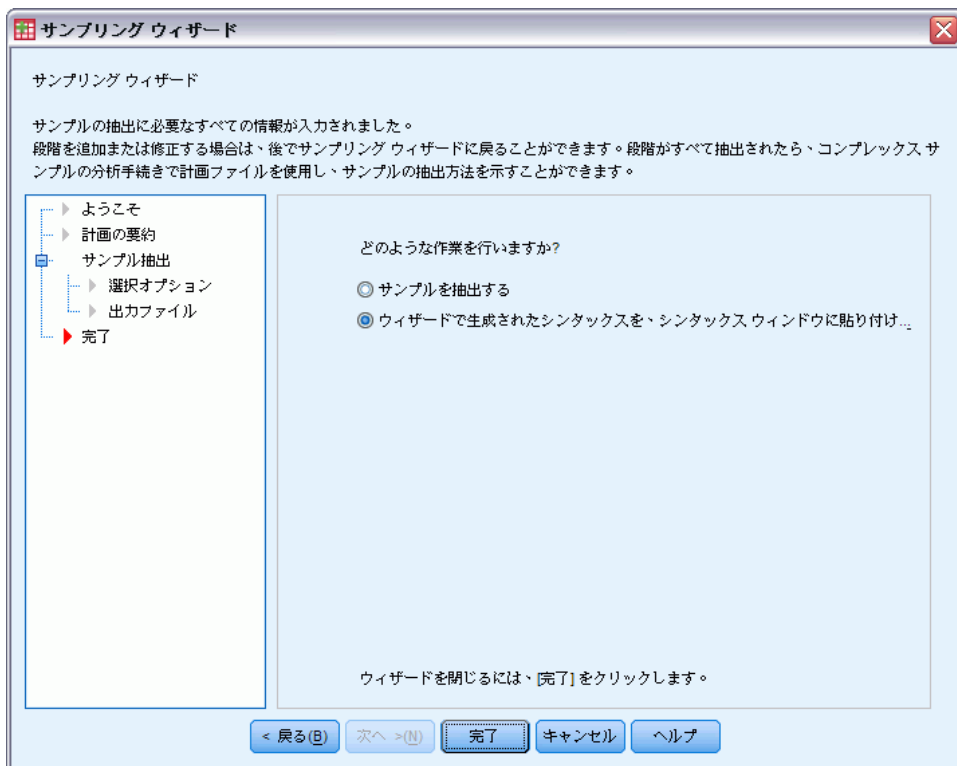 サンプリング ウィザード
サンプリング ウィザード
サンプルの抽出に必要なすべての情報が入力されました。
段階を追加または修正する場合は、後でサンプリング ウィザードに戻ることができます。段階がすべて抽出されたら、コンプレックス サ
ンプルの分析手続きで計画ファイルを使用し、サンプルの抽出方法を示すことができます。
ようこそ
計画の要約
サンプル抽出
選択オプション
出力ファイル
完了
どのような作業を行いますか?
サンプルを抽出する
ウィザードで生成されたシンタックスを、シンタックス ウィンドウに貼り付け...
ウィザードを閉じるには、[完了] をクリックします。
< 戻る(B)
次へ >(N)
完了
キャンセル
ヘルプ